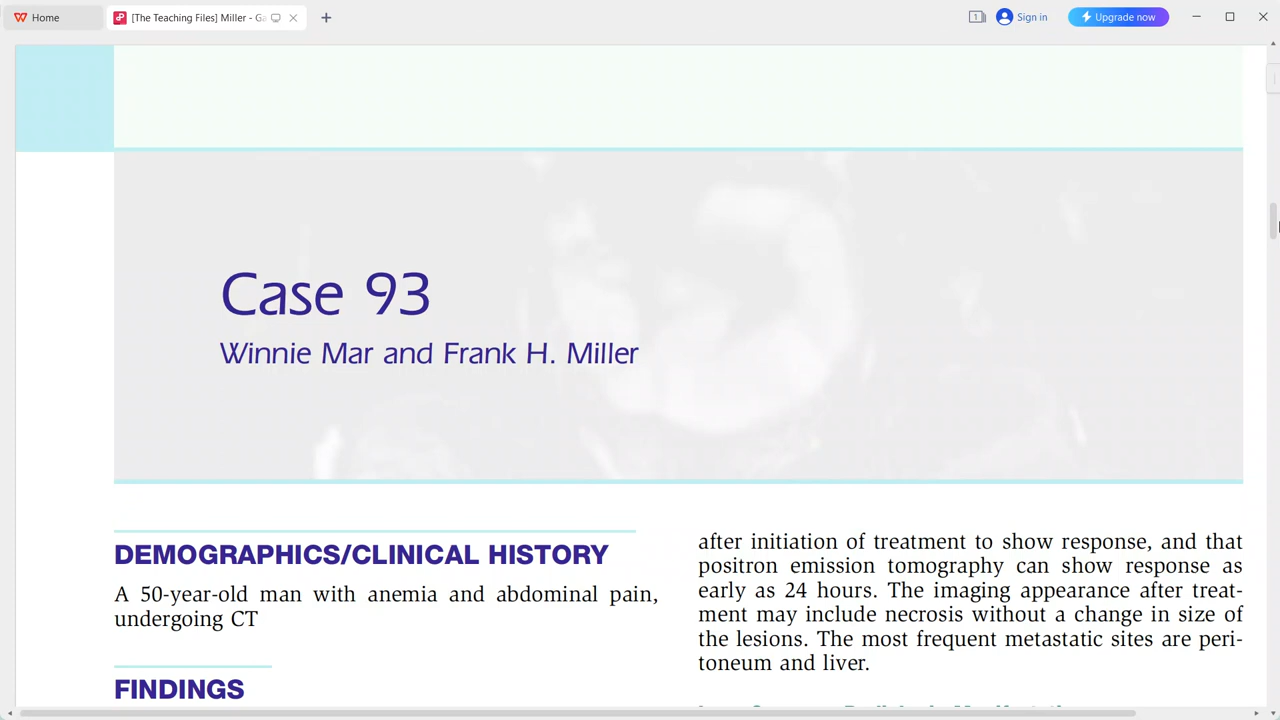 Home
[The Teaching Files] Miller - Ga
1
Sign in
Upgrade now
Case 93
Winnie Mar and Frank H. Miller
DEMOGRAPHICS/CLINICAL HISTORY
A 50-year-old man with anemia and abdominal pain,
undergoing CT
FINDINGS
after initiation of treatment to show response, and that
positron emission tomography can show response as
early as 24 hours. The imaging appearance after treat-
ment may include necrosis without a change in size of
the lesions. The most frequent metastatic sites are peri-
toneum and liver.